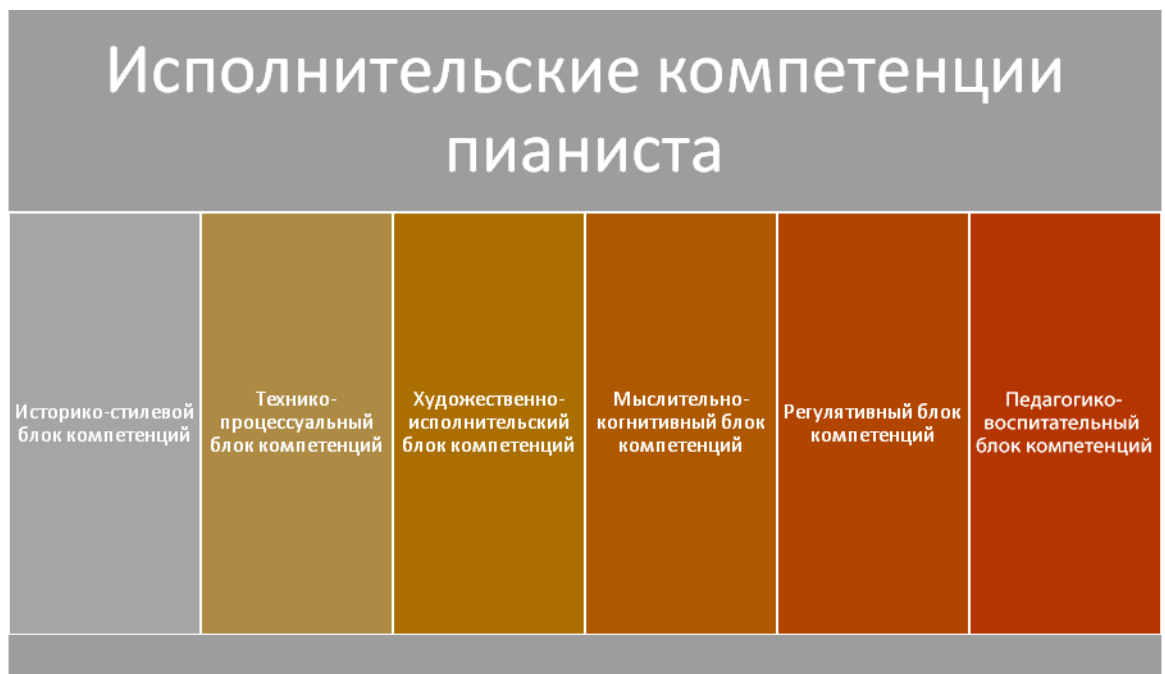 Исполнительские компетенции
пианиста
Историко-стилевой
блок компетенций
Технико-
процессуальный
блок компетенций
Художественно-
исполнительский
блок компетенций
Мыслительно-
когнитивный блок
компетенций
Регулятивный блок
компетенций
Педагогико-
воспитательный
блок компетенций